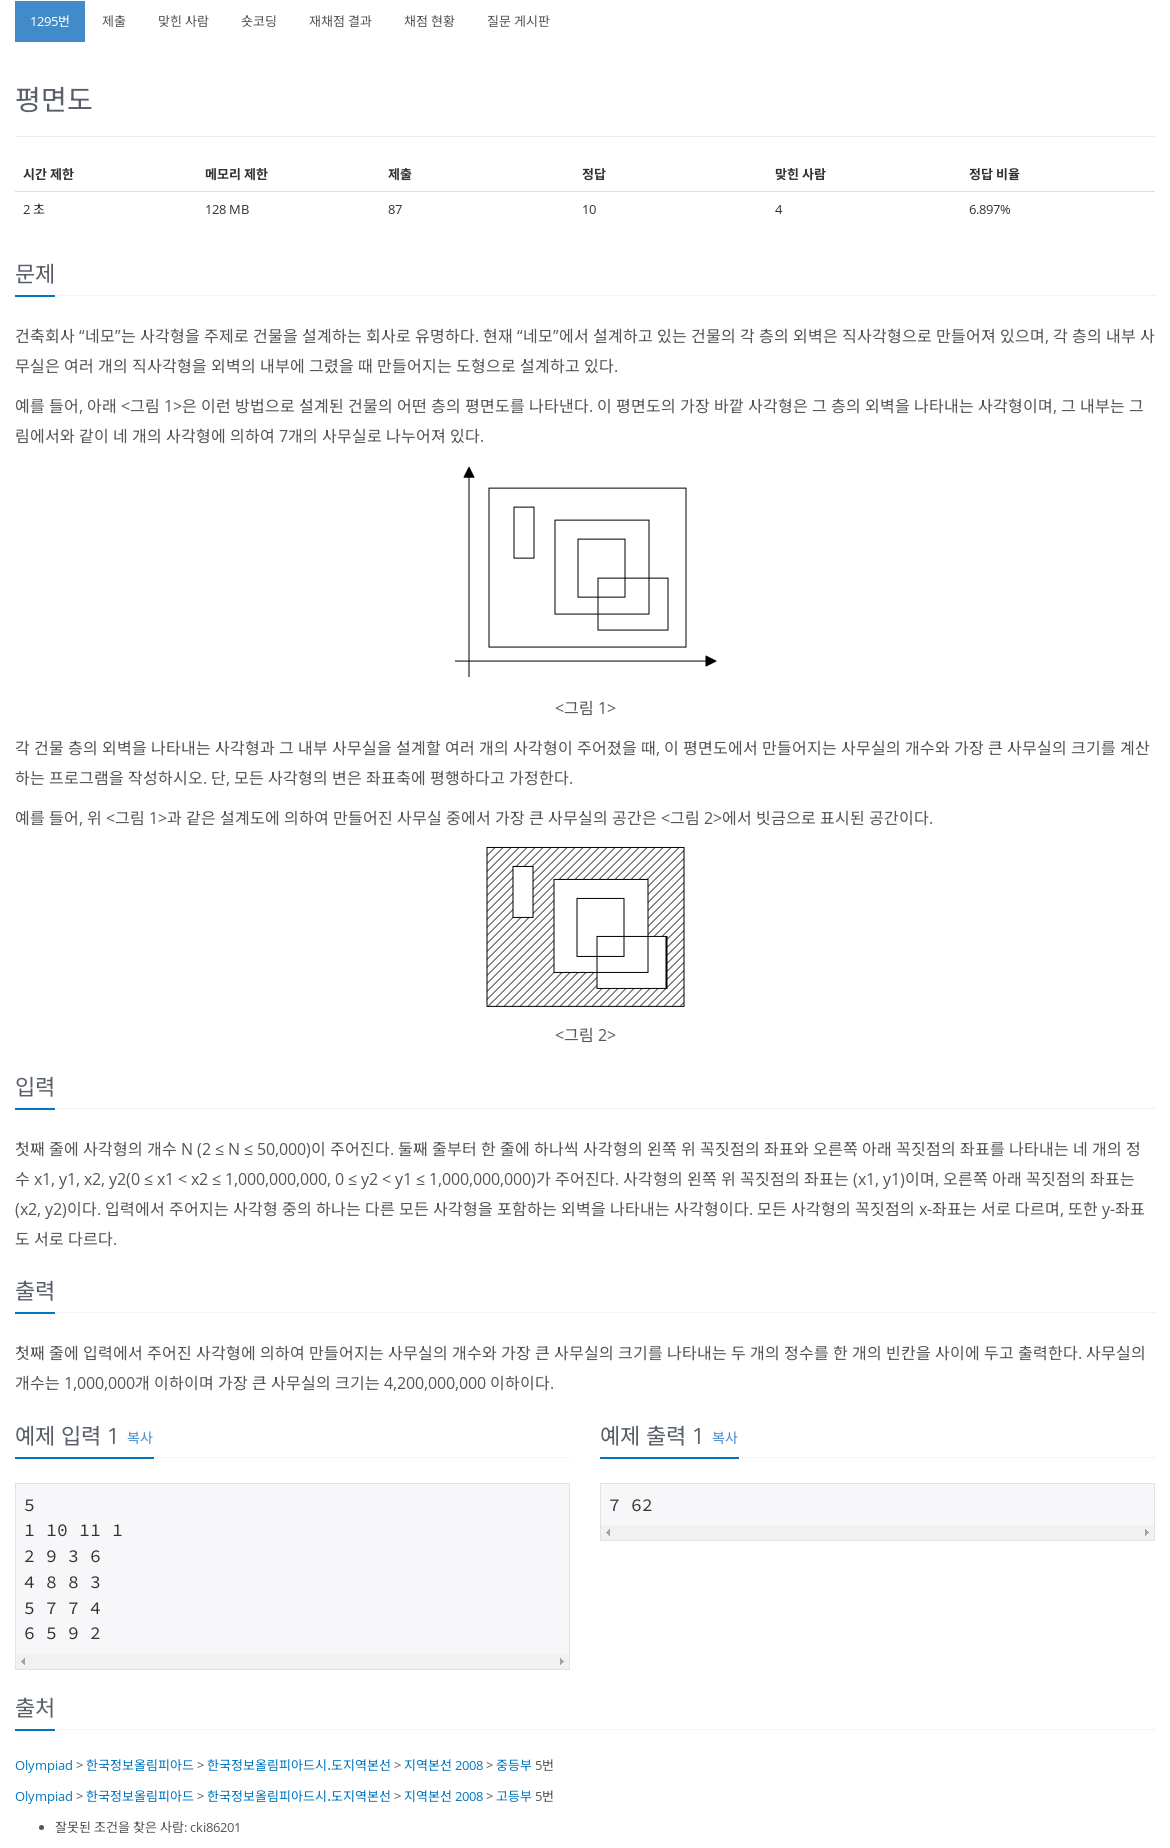 1295번 제출 맞힌 사람 숏코딩 재채점 결과 채점 현황 질문 게시판
평면도
시간 제한 메모리 제한 제출 정답 맞힌 사람 정답 비율
2 초 128 MB 87 10 4 6.897%
문제
건축회사 “네모”는 사각형을 주제로 건물을 설계하는 회사로 유명하다. 현재 “네모”에서 설계하고 있는 건물의 각 층의 외벽은 직사각형으로 만들어져 있으며, 각 층의 내부 사
무실은 여러 개의 직사각형을 외벽의 내부에 그렸을 때 만들어지는 도형으로 설계하고 있다.
예를 들어, 아래 <그림 1>은 이런 방법으로 설계된 건물의 어떤 층의 평면도를 나타낸다. 이 평면도의 가장 바깥 사각형은 그 층의 외벽을 나타내는 사각형이며, 그 내부는 그
림에서와 같이 네 개의 사각형에 의하여 7개의 사무실로 나누어져 있다.
<그림 1>
각 건물 층의 외벽을 나타내는 사각형과 그 내부 사무실을 설계할 여러 개의 사각형이 주어졌을 때, 이 평면도에서 만들어지는 사무실의 개수와 가장 큰 사무실의 크기를 계산
하는 프로그램을 작성하시오. 단, 모든 사각형의 변은 좌표축에 평행하다고 가정한다.
예를 들어, 위 <그림 1>과 같은 설계도에 의하여 만들어진 사무실 중에서 가장 큰 사무실의 공간은 <그림 2>에서 빗금으로 표시된 공간이다.
<그림 2>
입력
첫째 줄에 사각형의 개수 N (2 ≤ N ≤ 50,000)이 주어진다. 둘째 줄부터 한 줄에 하나씩 사각형의 왼쪽 위 꼭짓점의 좌표와 오른쪽 아래 꼭짓점의 좌표를 나타내는 네 개의 정
수 x1, y1, x2, y2(0 ≤ x1 < x2 ≤ 1,000,000,000, 0 ≤ y2 < y1 ≤ 1,000,000,000)가 주어진다. 사각형의 왼쪽 위 꼭짓점의 좌표는 (x1, y1)이며, 오른쪽 아래 꼭짓점의 좌표는
(x2, y2)이다. 입력에서 주어지는 사각형 중의 하나는 다른 모든 사각형을 포함하는 외벽을 나타내는 사각형이다. 모든 사각형의 꼭짓점의 x-좌표는 서로 다르며, 또한 y-좌표
도 서로 다르다.
출력
첫째 줄에 입력에서 주어진 사각형에 의하여 만들어지는 사무실의 개수와 가장 큰 사무실의 크기를 나타내는 두 개의 정수를 한 개의 빈칸을 사이에 두고 출력한다. 사무실의
개수는 1,000,000개 이하이며 가장 큰 사무실의 크기는 4,200,000,000 이하이다.
예제 입력 1 복사
5
1 10 11 1
2 9 3 6
4 8 8 3
5 7 7 4
6 5 9 2
예제 출력 1 복사
7 62
출처
Olympiad > 한국정보올림피아드 > 한국정보올림피아드시.도지역본선 > 지역본선 2008 > 중등부 5번
Olympiad > 한국정보올림피아드 > 한국정보올림피아드시.도지역본선 > 지역본선 2008 > 고등부 5번
잘못된 조건을 찾은 사람: cki86201